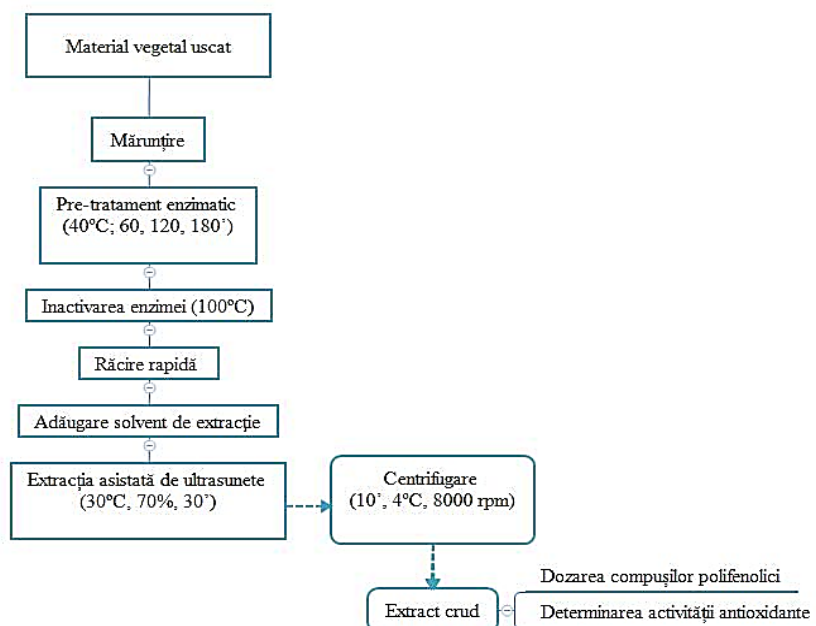 Material vegetal uscat
Mărunțire
Pre-tratament enzimatic
(40°C; 60, 120, 180’)
Inactivarea enzimei (100°C)
Răcire rapidă
Adăugare solvent de extracție
Extracția asistată de ultrasunete
(30°C, 70%, 30’)
Centrifugare
(10’, 4°C, 8000 rpm)
Extract crud
Dozarea compușilor polifenolici
Determinarea activității antioxidante